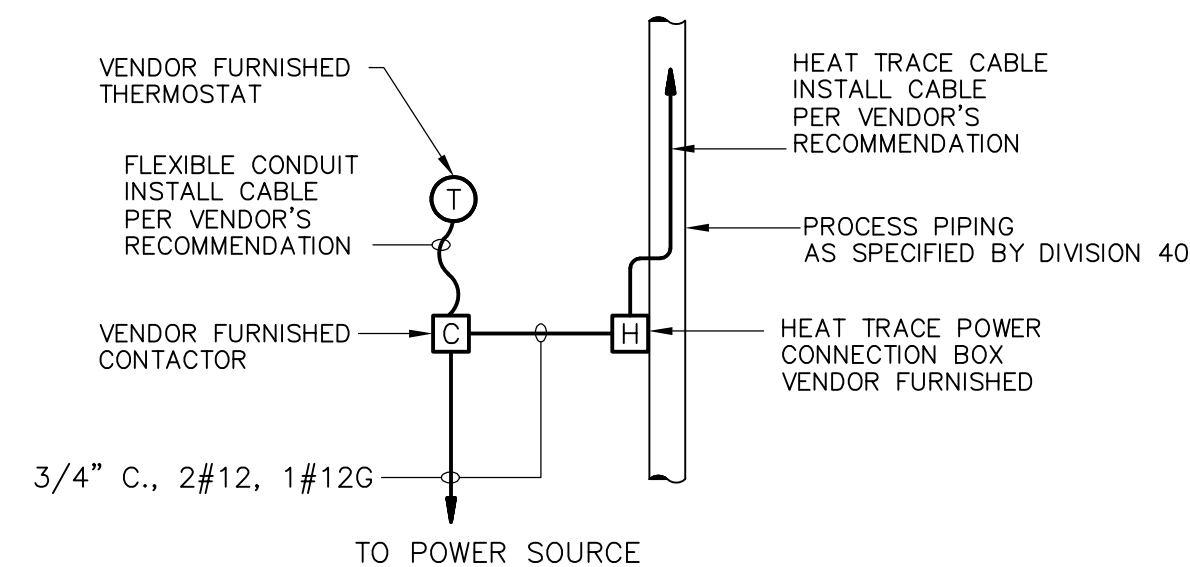 VENDOR FURNISHED
THERMOSTAT
HEAT TRACE CABLE
INSTALL CABLE
PER VENDOR'S
RECOMMENDATION
FLEXIBLE CONDUIT
INSTALL CABLE
PER VENDOR'S
RECOMMENDATION
T
PROCESS PIPING
AS SPECIFIED BY DIVISION 40
VENDOR FURNISHED
CONTACTOR
C
H
HEAT TRACE POWER
CONNECTION BOX
VENDOR FURNISHED
3/4" C., 2#12, 1#12G
TO POWER SOURCE